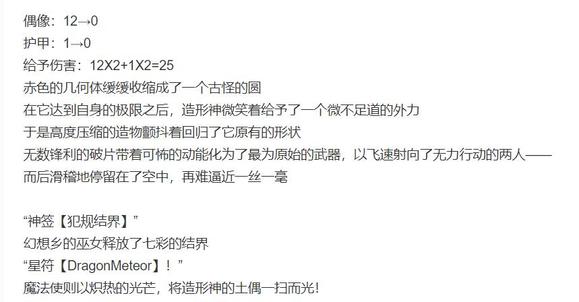 偶像：12→0
护甲：1→0
给予伤害：12X2+1X2=25
赤色的几何体缓缓收缩成了一个古怪的圆
在它达到自身的极限之后，造形神微笑着给予了一个微不足道的外力
于是高度压缩的造物颤抖着回归了它原有的形状
无数锋利的破片带着可怖的动能化为了最为原始的武器，以飞速射向了无力行动的两人——
而后滑稽地停留在了空中，再难逼近一丝一毫
“神签【犯规结界】”
幻想乡的巫女释放了七彩的结界
“星符【DragonMeteor】！”
魔法使则以炽热的光芒，将造形神的土偶一扫而光！